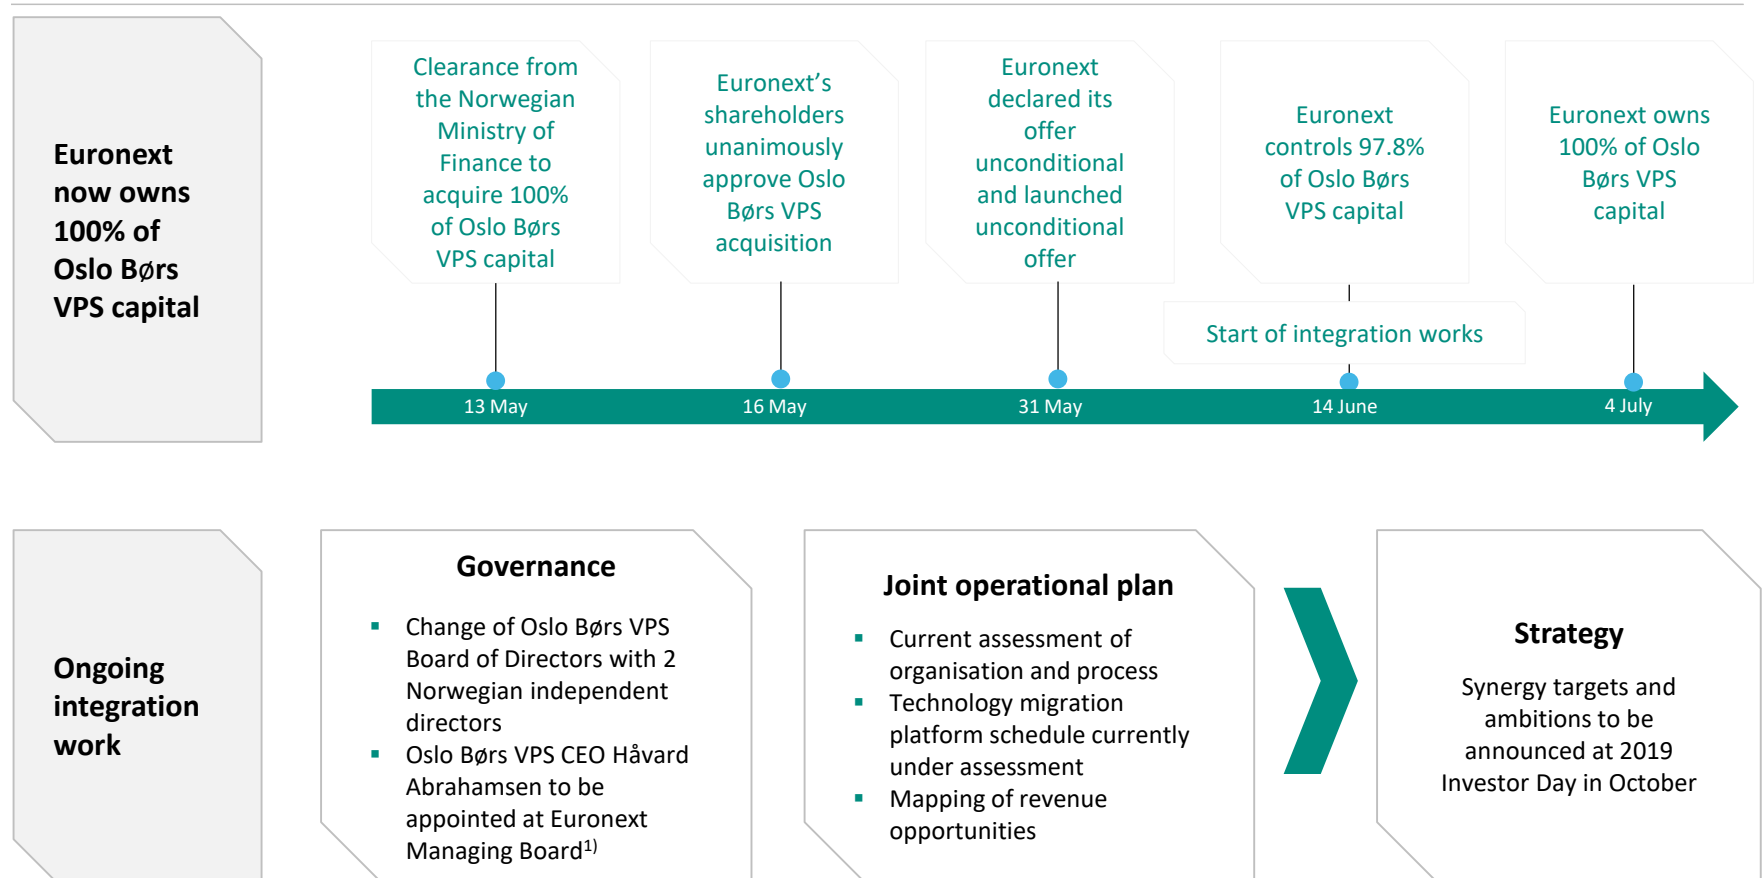 Euronext
now owns
100% of
Oslo Børs
VPS capital
Clearance from
the Norwegian
Ministry of
Finance to
acquire 100%
of Oslo Børs
VPS capital
Euronext’s
shareholders
unanimously
approve Oslo
Børs VPS
acquisition
Euronext
declared its
offer
unconditional
and launched
unconditional
offer
Euronext
controls 97.8%
of Oslo Børs
VPS capital
Euronext owns
100% of Oslo
Børs VPS
capital
Start of integration works
13 May
16 May
31 May
14 June
4 July
Ongoing
integration
work
Governance
▪ Change of Oslo Børs VPS
Board of Directors with 2
Norwegian independent
directors
▪ Oslo Børs VPS CEO Håvard
Abrahamsen to be
appointed at Euronext
Managing Board1)
Joint operational plan
▪ Current assessment of
organisation and process
▪ Technology migration
platform schedule currently
under assessment
▪ Mapping of revenue
opportunities
Strategy
Synergy targets and
ambitions to be
announced at 2019
Investor Day in October